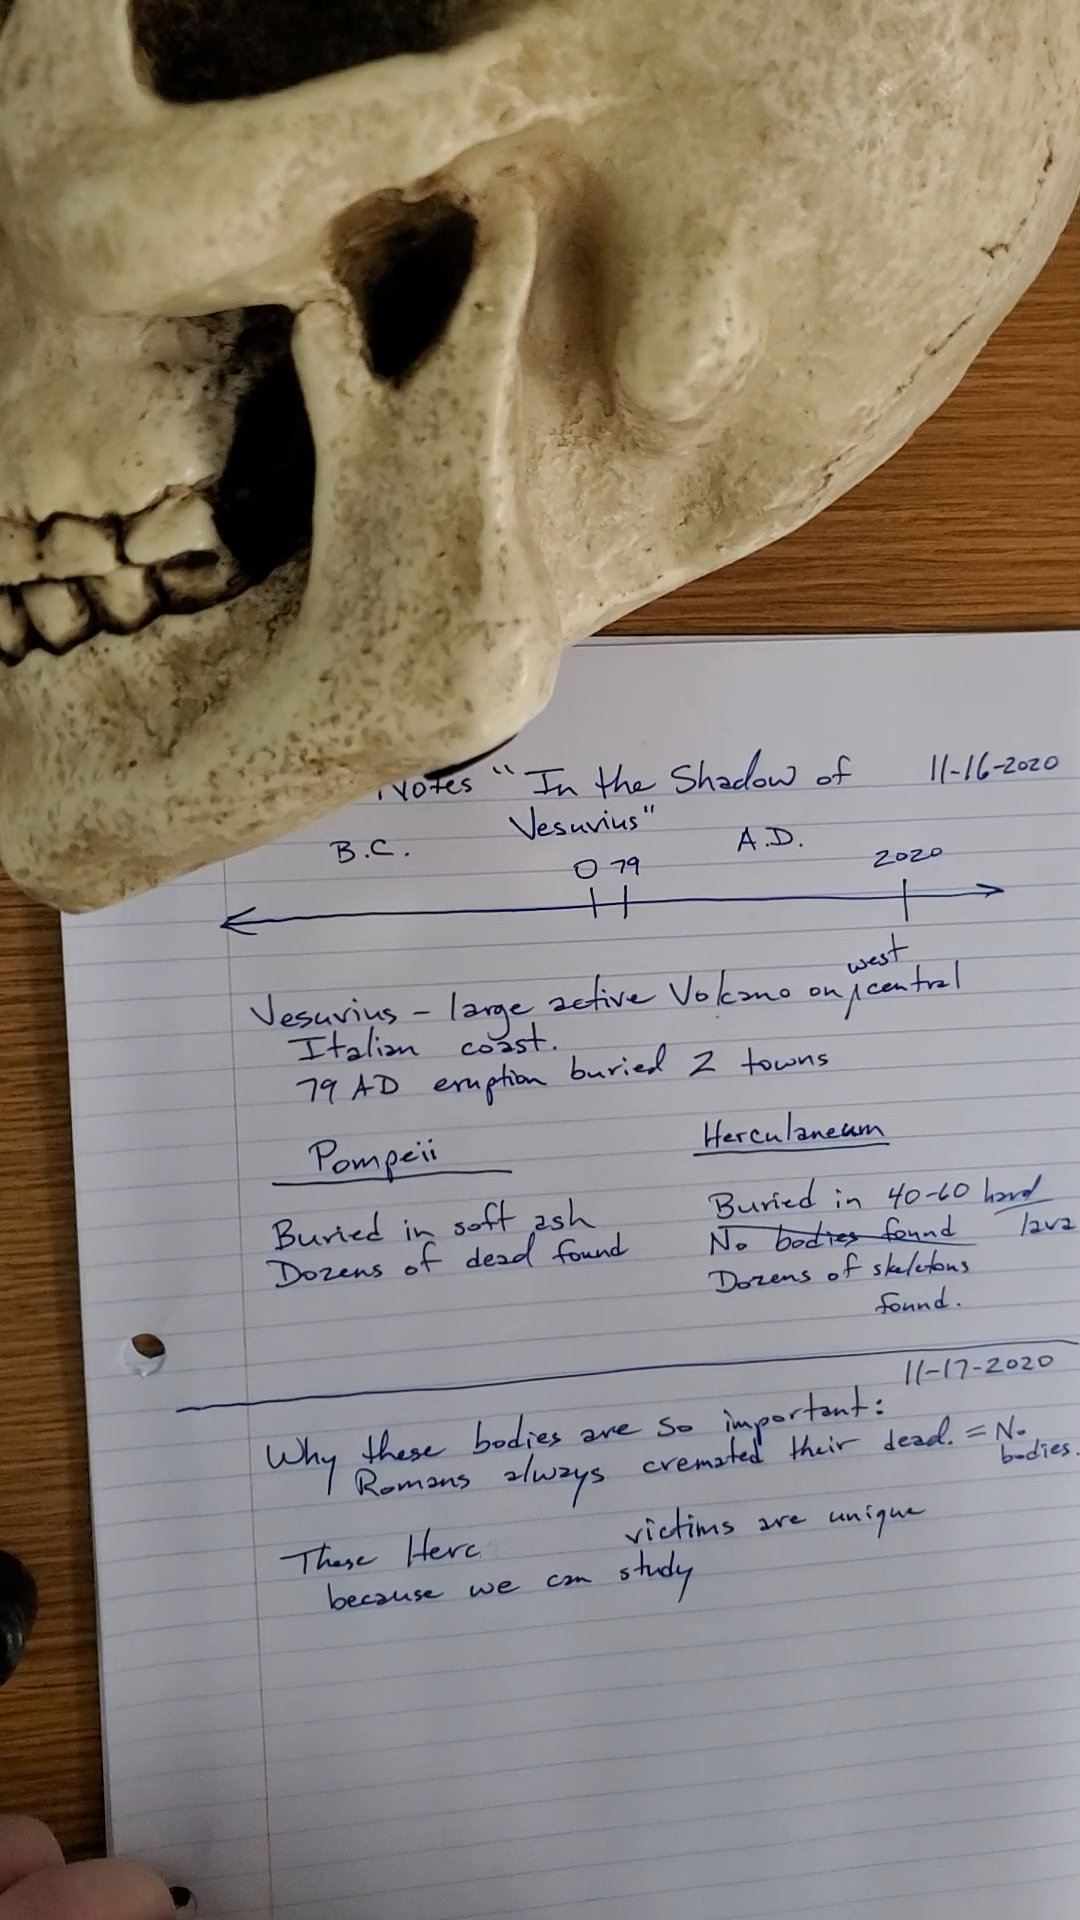 Notes "In the Shadow of 11-16-2020
Vesuvius"
B.C. A.D.
0 79 2020
west
Vesuvius - large active Volcano on ^ central
Italian coast.
79 AD eruption buried 2 towns
Pompeii Herculaneum
Buried in soft ash Buried in 40-60 hard
Dozens of dead found No bodies found lava
Dozens of skeletons
found.
11-17-2020
Why these bodies are so important:
Romans always cremated their dead. = No
bodies.
These Herc victims are unique
because we can study